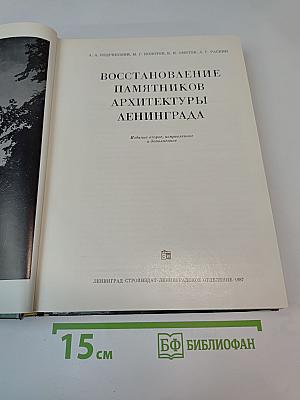 А. А. КЕДРИНСКИЙ, М. Г. КОЛОТОВ, Б. Н. ОМЕТОВ, А. Г. РАСКИН
ВОССТАНОВЛЕНИЕ
ПАМЯТНИКОВ
АРХИТЕКТУРЫ
ЛЕНИНГРАДА
Издание второе, исправленное
и дополненное
ЛЕНИНГРАД · СТРОЙИЗДАТ · ЛЕНИНГРАДСКОЕ ОТДЕЛЕНИЕ · 1987
15 см
БФ БИБЛИОФАН